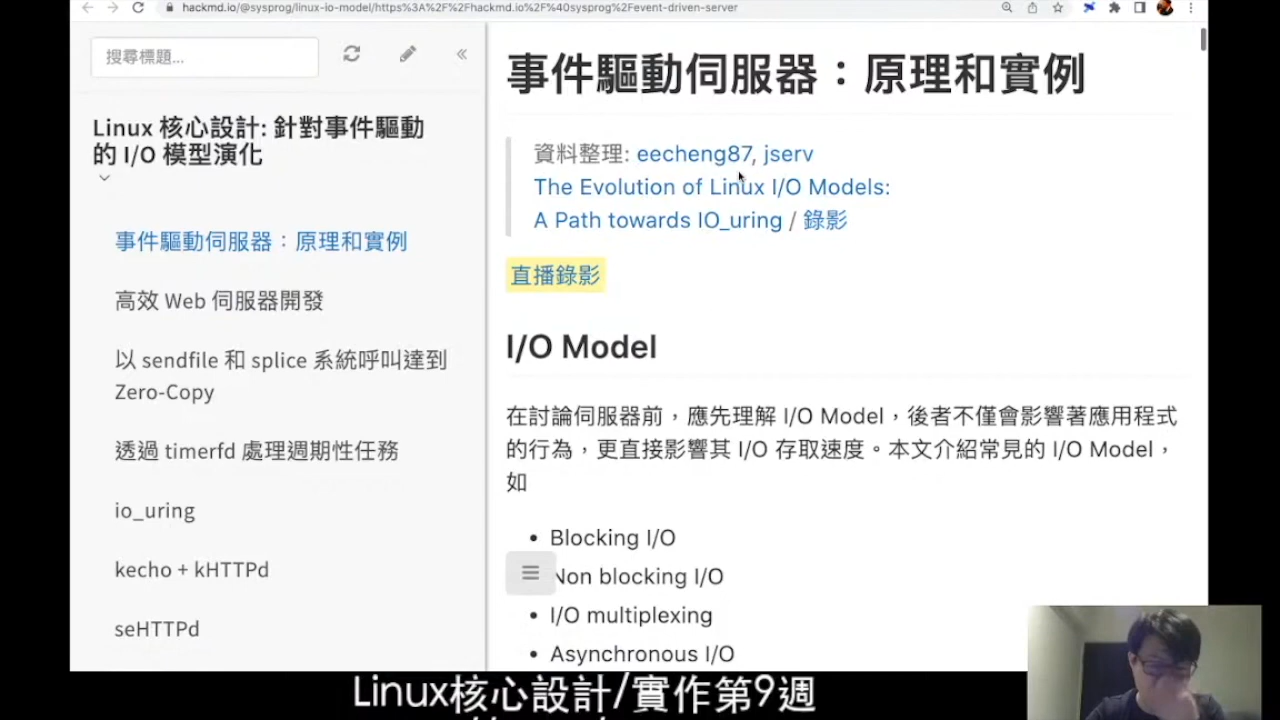 hackmd.io/@sysprog/linux-io-model/https%3A%2F%2Fhackmd.io%2F%40sysprog%2Fevent-driven-server
搜尋標題...
Linux 核心設計: 針對事件驅動
的 I/O 模型演化
事件驅動伺服器：原理和實例
高效 Web 伺服器開發
以 sendfile 和 splice 系統呼叫達到
Zero-Copy
透過 timerfd 處理週期性任務
io_uring
kecho + kHTTPd
seHTTPd
事件驅動伺服器：原理和實例
資料整理: eecheng87, jserv
The Evolution of Linux I/O Models:
A Path towards IO_uring / 錄影
直播錄影
I/O Model
在討論伺服器前，應先理解 I/O Model，後者不僅會影響著應用程式
的行為，更直接影響其 I/O 存取速度。本文介紹常見的 I/O Model，
如
• Blocking I/O
Non blocking I/O
• I/O multiplexing
• Asynchronous I/O
Linux核心設計/實作第9週